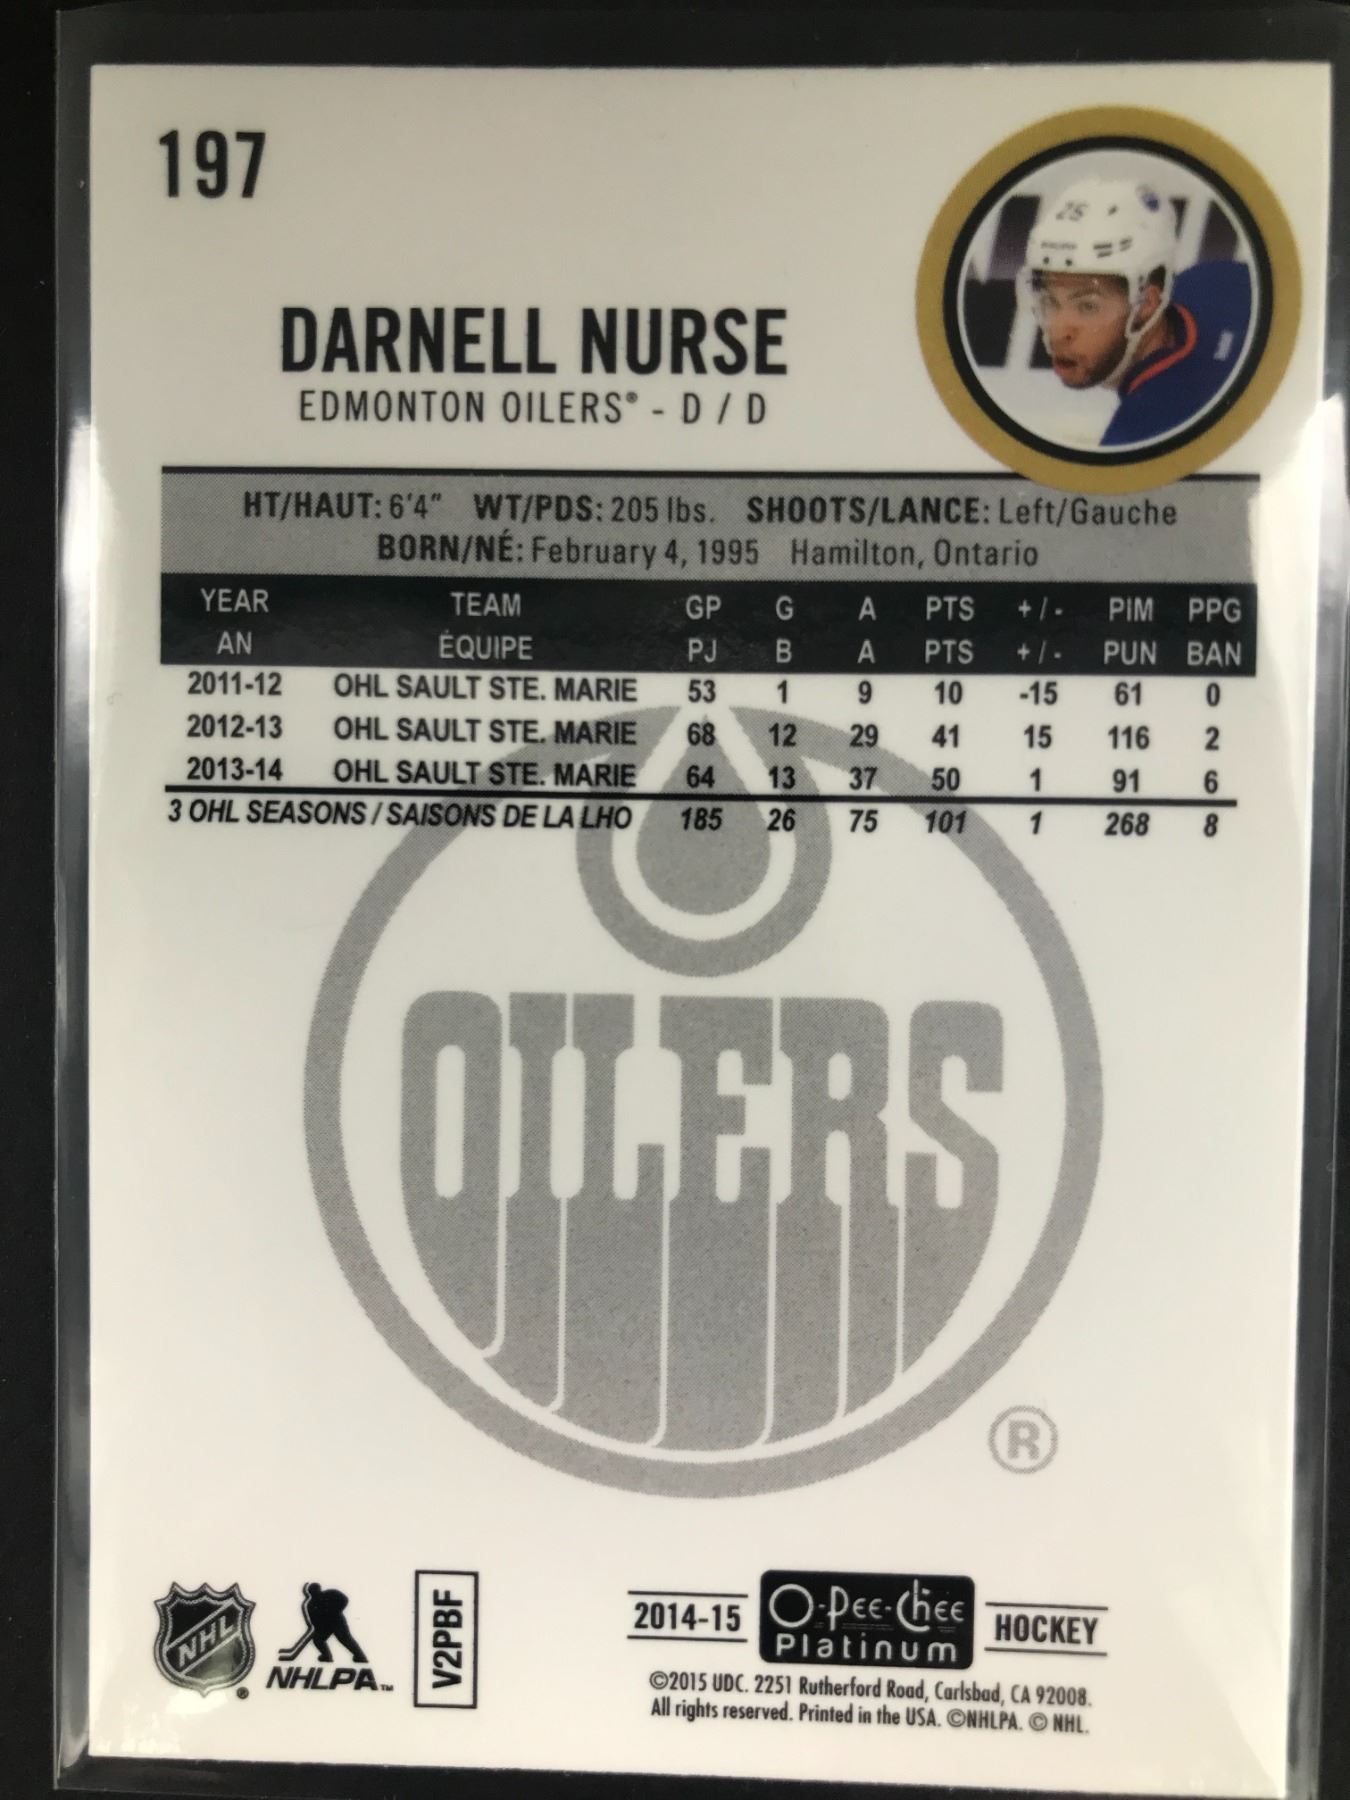 197
25
DARNELL NURSE
EDMONTON OILERS® - D / D
HT/HAUT: 6'4" WT/PDS: 205 lbs. SHOOTS/LANCE: Left/Gauche
BORN/NÉ: February 4, 1995 Hamilton, Ontario
YEAR TEAM GP G A PTS +/- PIM PPG
AN ÉQUIPE PJ B A PTS +/- PUN BAN
2011-12 OHL SAULT STE. MARIE 53 1 9 10 -15 61 0
2012-13 OHL SAULT STE. MARIE 68 12 29 41 15 116 2
2013-14 OHL SAULT STE. MARIE 64 13 37 50 1 91 6
3 OHL SEASONS / SAISONS DE LA LHO 185 26 75 101 1 268 8
OILERS
®
NHL ®
NHLPA™
V2PBF
2014-15 O-Pee-Chee Platinum HOCKEY
©2015 UDC. 2251 Rutherford Road, Carlsbad, CA 92008.
All rights reserved. Printed in the USA. ©NHLPA. © NHL.